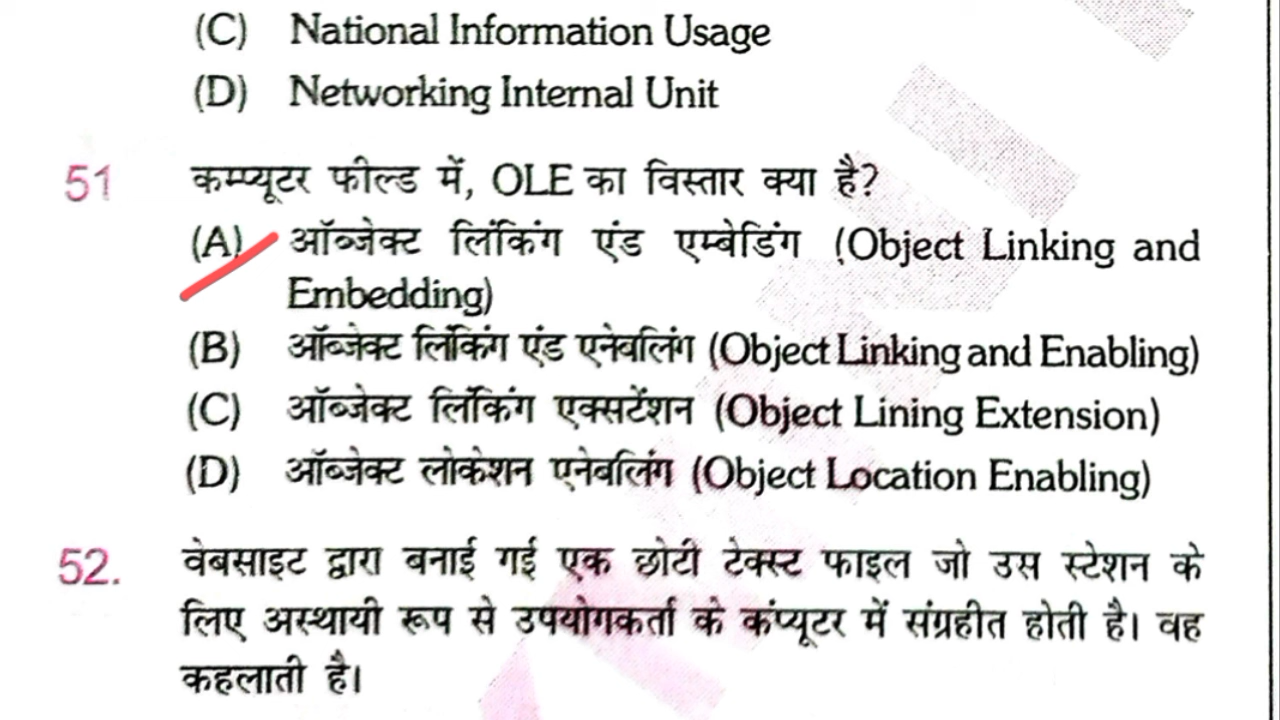 (C) National Information Usage
(D) Networking Internal Unit
51 कम्प्यूटर फील्ड में, OLE का विस्तार क्या है?
(A) ऑब्जेक्ट लिंकिंग एंड एम्बेडिंग (Object Linking and
Embedding)
(B) ऑब्जेक्ट लिंकिंग एंड एनेबलिंग (Object Linking and Enabling)
(C) ऑब्जेक्ट लिंकिंग एक्सटेंशन (Object Lining Extension)
(D) ऑब्जेक्ट लोकेशन एनेबलिंग (Object Location Enabling)
52. वेबसाइट द्वारा बनाई गई एक छोटी टेक्स्ट फाइल जो उस स्टेशन के
लिए अस्थायी रूप से उपयोगकर्ता के कंप्यूटर में संग्रहीत होती है। वह
कहलाती है।